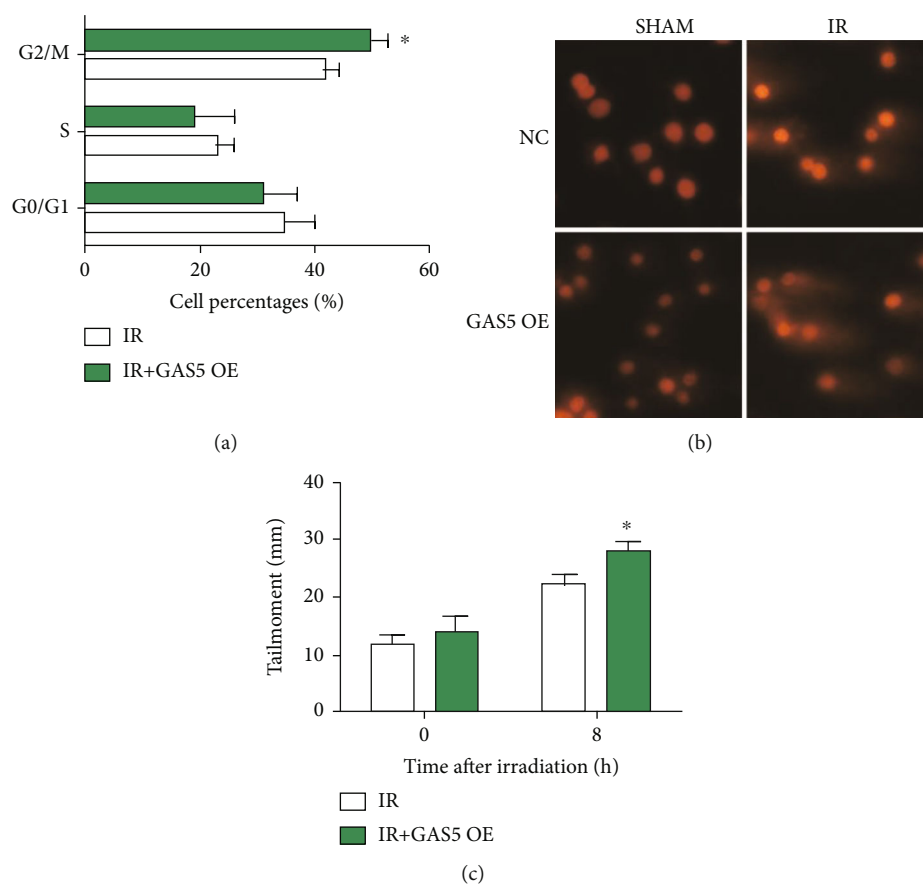 G2/M
*
S
G0/G1
0 20 40 60
Cell percentages (%)
IR
IR+GAS5 OE
(a)
SHAM IR
NC
GAS5 OE
(b)
40
30
20
10
0
Tailmoment (mm)
*
0 8
Time after irradiation (h)
IR
IR+GAS5 OE
(c)